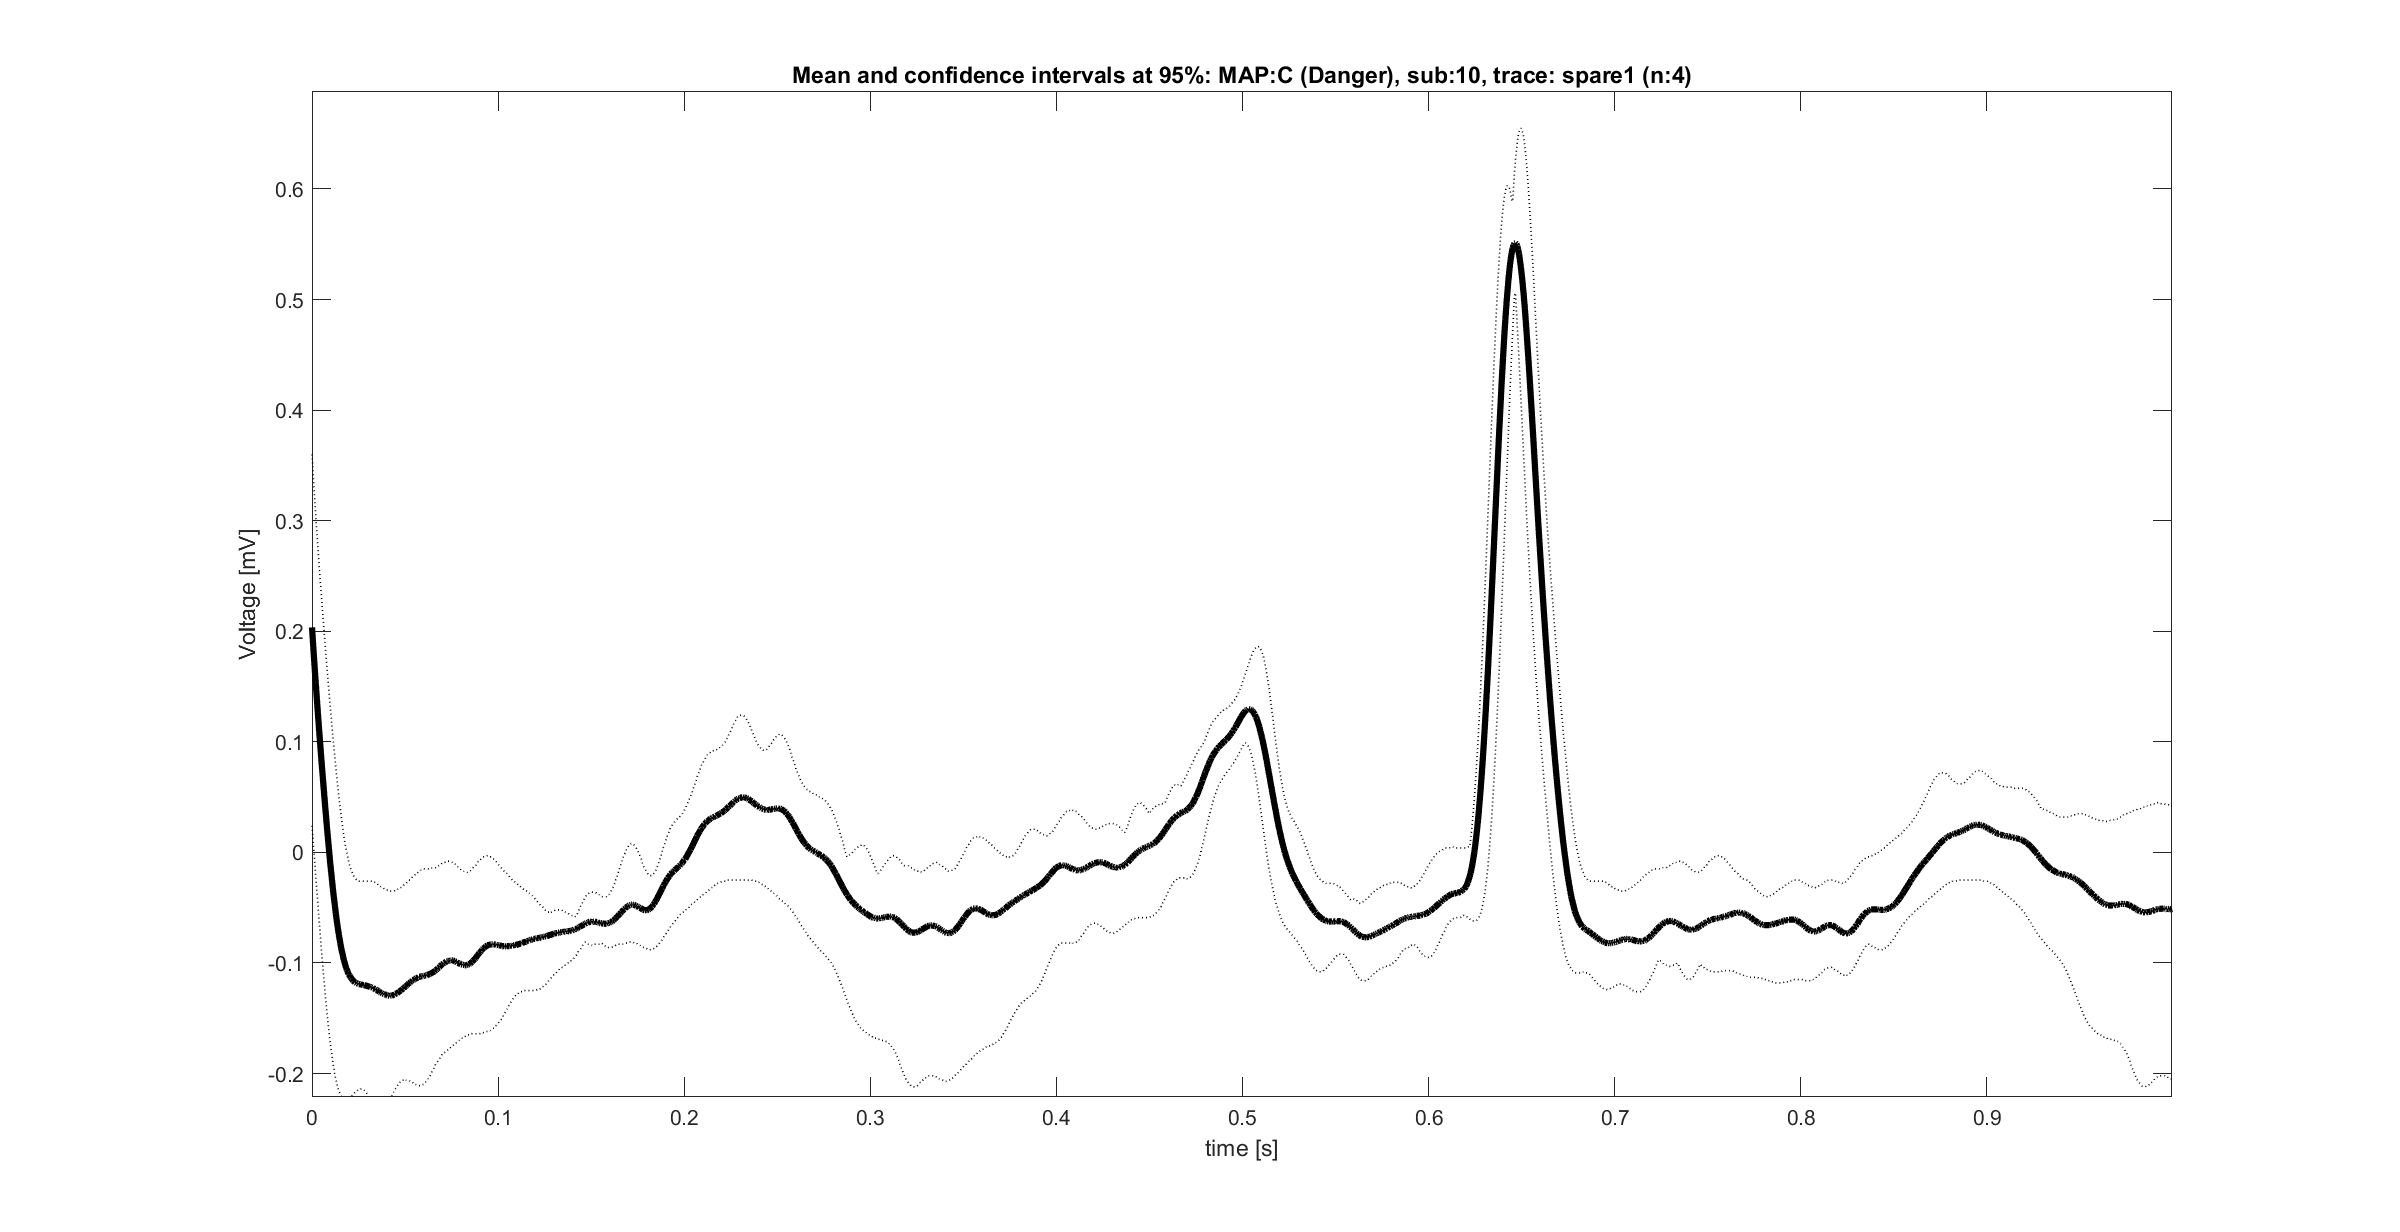 Mean and confidence intervals at 95%: MAP:C (Danger), sub:10, trace: spare1 (n:4)
0.6
0.5
0.4
0.3
0.2
0.1
0
-0.1
-0.2
Voltage [mV]
0 0.1 0.2 0.3 0.4 0.5 0.6 0.7 0.8 0.9
time [s]